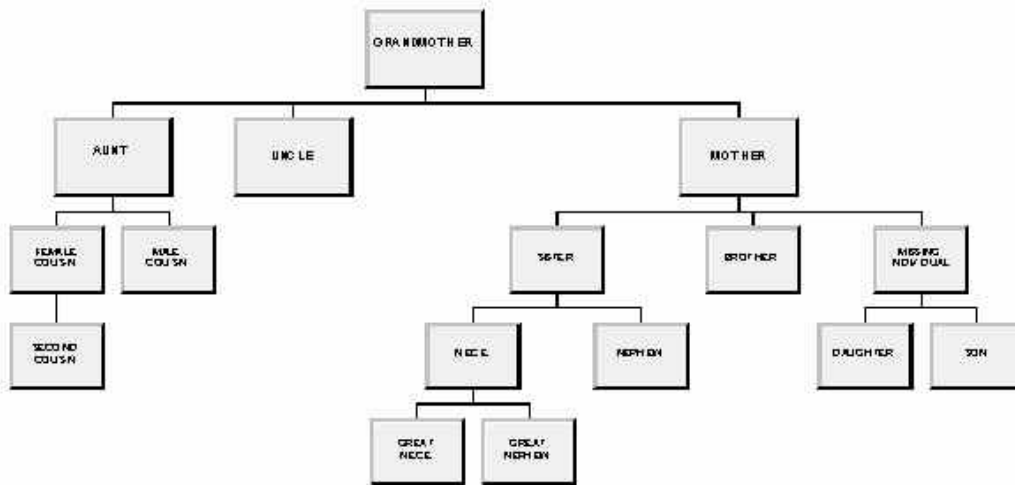 GRANDMOTHER
AUNT
UNCLE
MOTHER
FEMALE
COUSIN
MALE
COUSIN
SISTER
BROTHER
MISSING
INDIVIDUAL
SECOND
COUSIN
NIECE
NEPHEW
DAUGHTER
SON
GREAT
NIECE
GREAT
NEPHEW